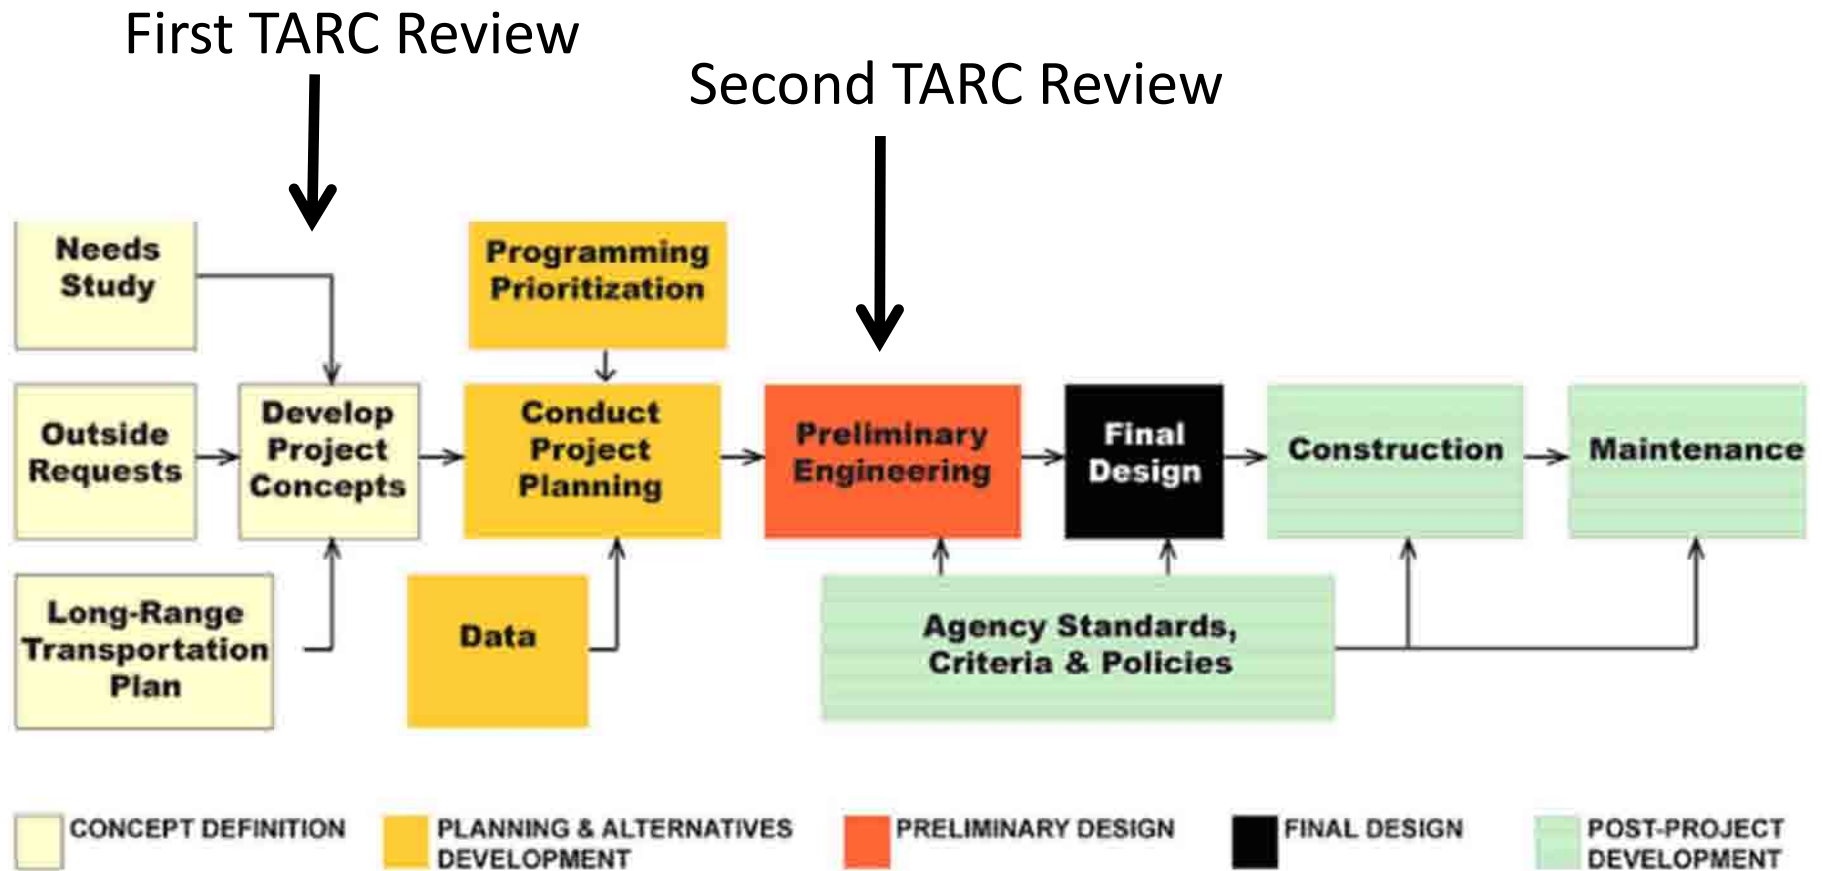 First TARC Review
Second TARC Review
Needs
Study
Programming
Prioritization
Outside
Requests
Develop
Project
Concepts
Conduct
Project
Planning
Preliminary
Engineering
Final
Design
Construction
Maintenance
Long-Range
Transportation
Plan
Data
Agency Standards,
Criteria & Policies
CONCEPT DEFINITION
PLANNING & ALTERNATIVES
DEVELOPMENT
PRELIMINARY DESIGN
FINAL DESIGN
POST-PROJECT
DEVELOPMENT